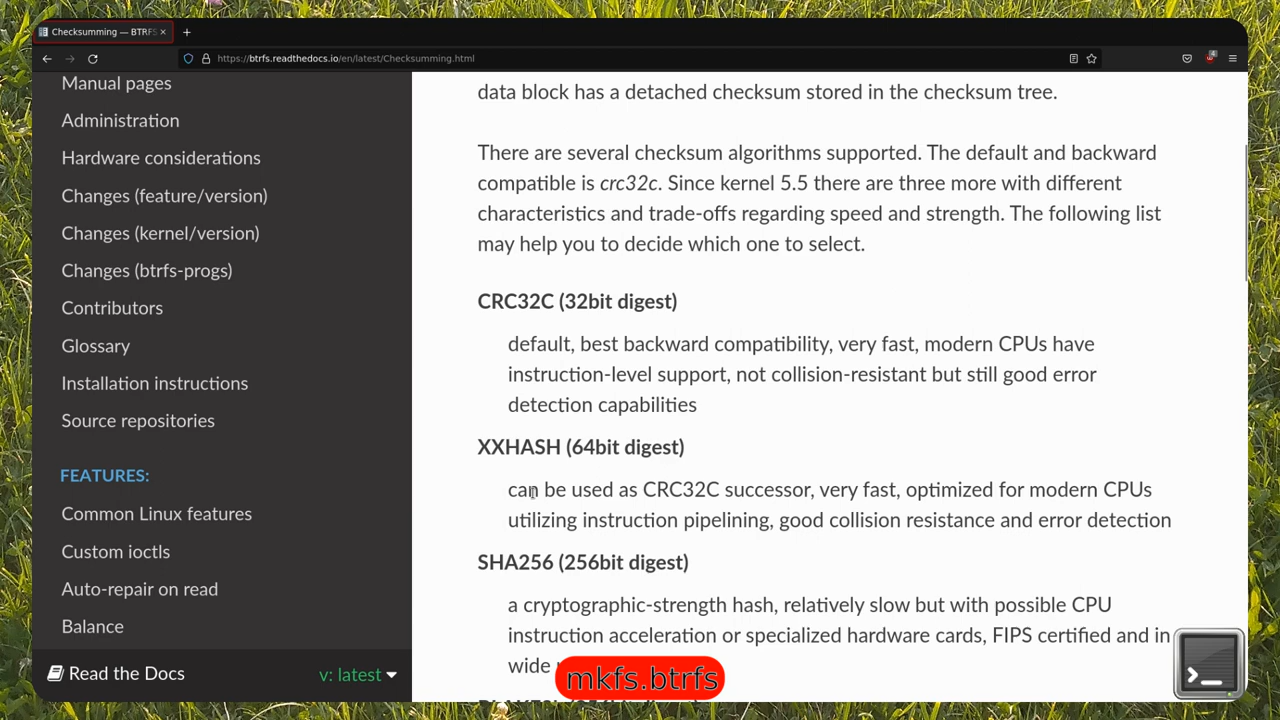 Checksumming — BTRFS
https://btrfs.readthedocs.io/en/latest/Checksumming.html
4
Manual pages
Administration
Hardware considerations
Changes (feature/version)
Changes (kernel/version)
Changes (btrfs-progs)
Contributors
Glossary
Installation instructions
Source repositories
FEATURES:
Common Linux features
Custom ioctls
Auto-repair on read
Balance
Read the Docs
v: latest
data block has a detached checksum stored in the checksum tree.
There are several checksum algorithms supported. The default and backward
compatible is crc32c. Since kernel 5.5 there are three more with different
characteristics and trade-offs regarding speed and strength. The following list
may help you to decide which one to select.
CRC32C (32bit digest)
default, best backward compatibility, very fast, modern CPUs have
instruction-level support, not collision-resistant but still good error
detection capabilities
XXHASH (64bit digest)
can be used as CRC32C successor, very fast, optimized for modern CPUs
utilizing instruction pipelining, good collision resistance and error detection
SHA256 (256bit digest)
a cryptographic-strength hash, relatively slow but with possible CPU
instruction acceleration or specialized hardware cards, FIPS certified and in
wide
mkfs.btrfs